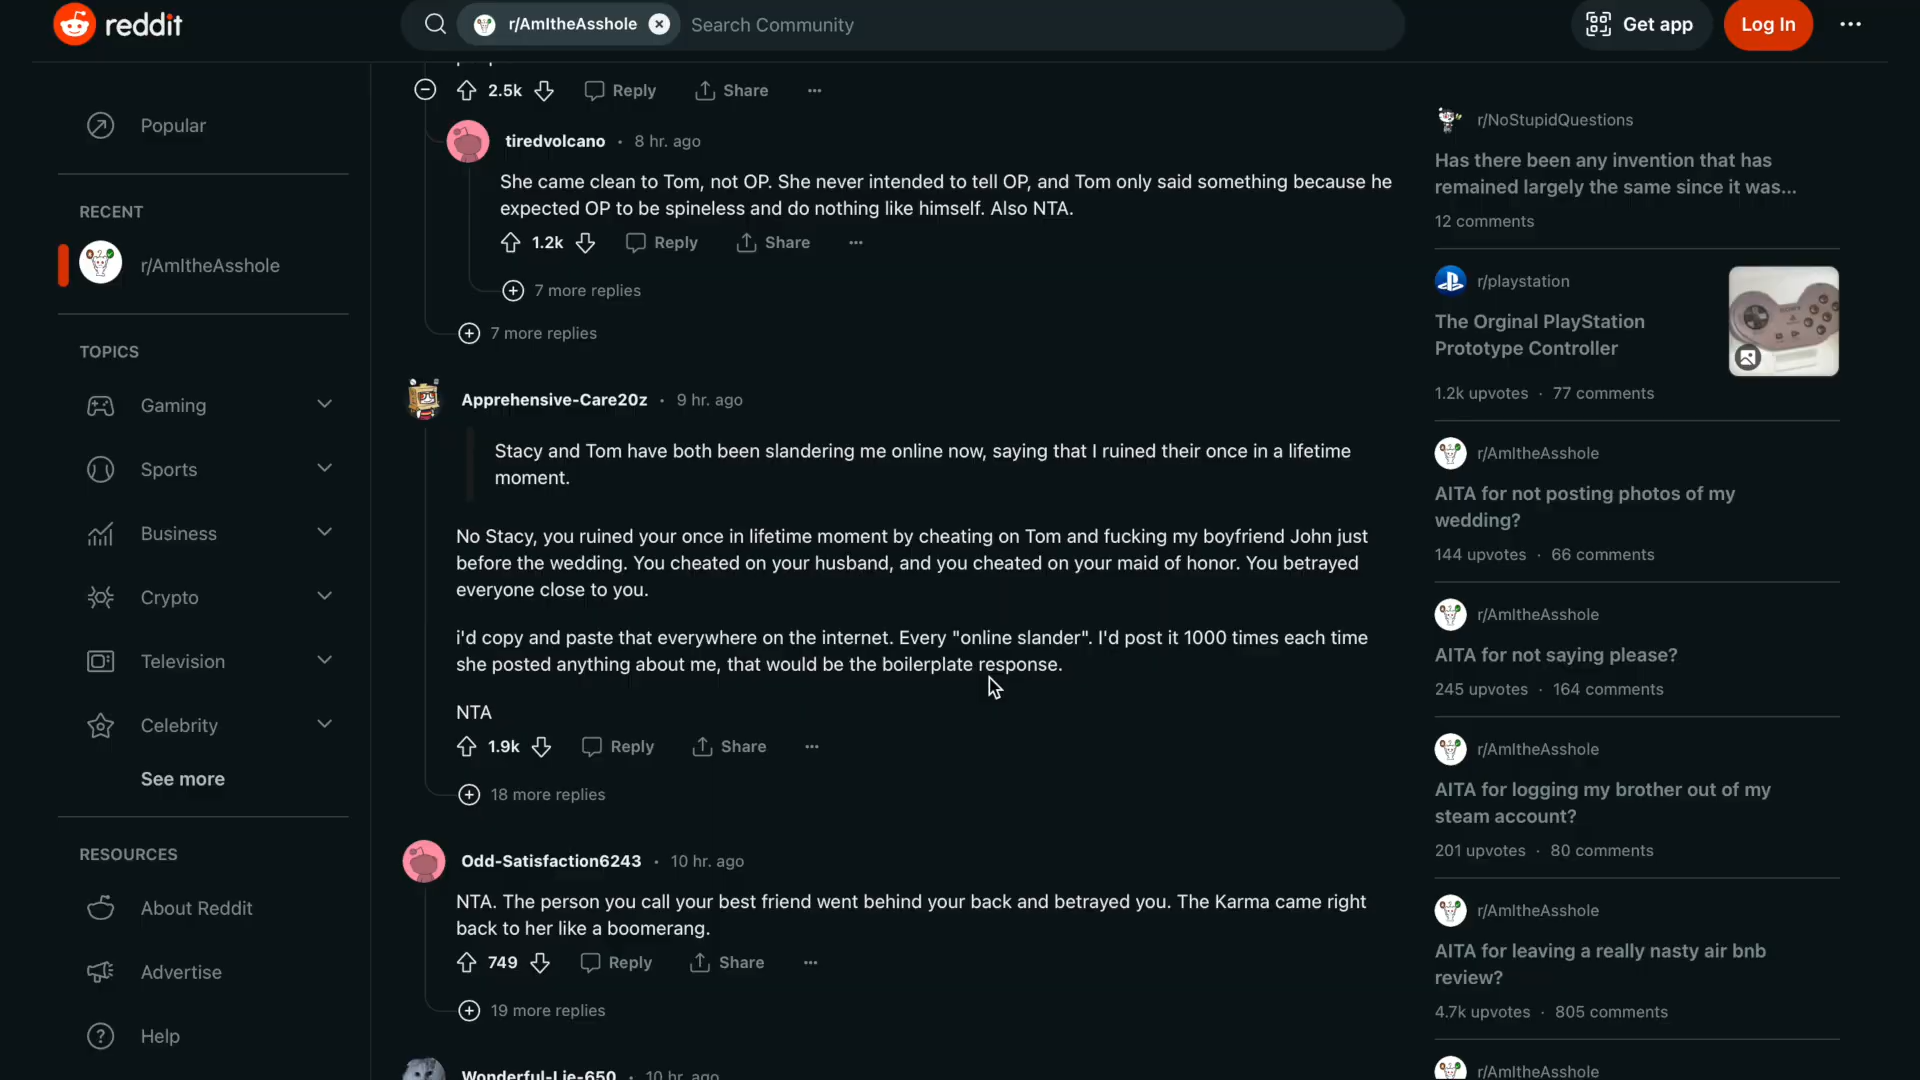 reddit
r/AmItheAsshole
Search Community
Get app
Log In
Popular
RECENT
r/AmItheAsshole
TOPICS
Gaming
Sports
Business
Crypto
Television
Celebrity
See more
RESOURCES
About Reddit
Advertise
Help
2.5k
Reply
Share
tiredvolcano • 8 hr. ago
She came clean to Tom, not OP. She never intended to tell OP, and Tom only said something because he
expected OP to be spineless and do nothing like himself. Also NTA.
1.2k
Reply
Share
7 more replies
7 more replies
Apprehensive-Care20z • 9 hr. ago
Stacy and Tom have both been slandering me online now, saying that I ruined their once in a lifetime
moment.
No Stacy, you ruined your once in lifetime moment by cheating on Tom and fucking my boyfriend John just
before the wedding. You cheated on your husband, and you cheated on your maid of honor. You betrayed
everyone close to you.
i'd copy and paste that everywhere on the internet. Every "online slander". I'd post it 1000 times each time
she posted anything about me, that would be the boilerplate response.
NTA
1.9k
Reply
Share
18 more replies
Odd-Satisfaction6243 • 10 hr. ago
NTA. The person you call your best friend went behind your back and betrayed you. The Karma came right
back to her like a boomerang.
749
Reply
Share
19 more replies
Wonderful-Lie-650 • 10 hr. ago
r/NoStupidQuestions
Has there been any invention that has
remained largely the same since it was...
12 comments
r/playstation
The Orginal PlayStation
Prototype Controller
1.2k upvotes · 77 comments
r/AmItheAsshole
AITA for not posting photos of my
wedding?
144 upvotes · 66 comments
r/AmItheAsshole
AITA for not saying please?
245 upvotes · 164 comments
r/AmItheAsshole
AITA for logging my brother out of my
steam account?
201 upvotes · 80 comments
r/AmItheAsshole
AITA for leaving a really nasty air bnb
review?
4.7k upvotes · 805 comments
r/AmItheAsshole